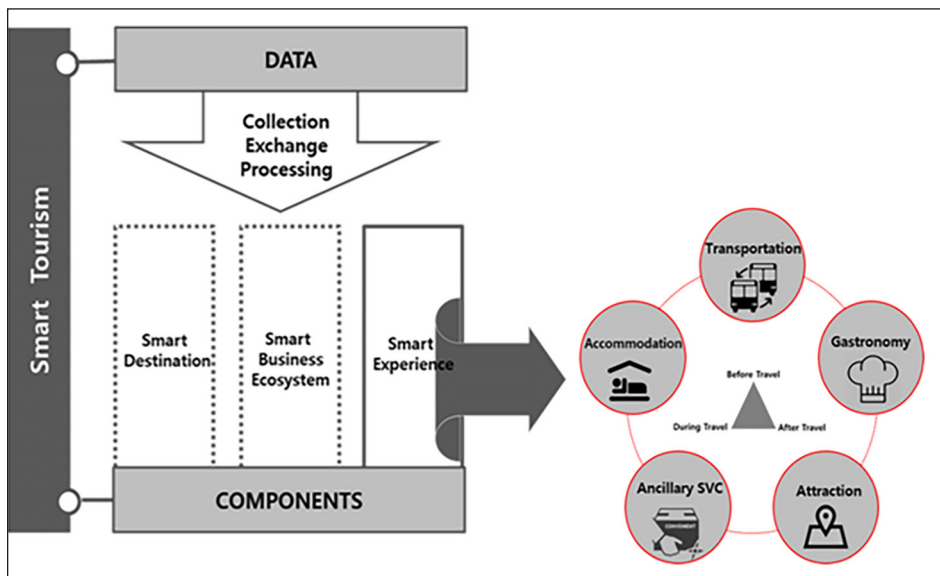 Smart Tourism
DATA
Collection
Exchange
Processing
Smart
Destination
Smart
Business
Ecosystem
Smart
Experience
COMPONENTS
Transportation
Accommodation
Gastronomy
Before Travel
During Travel
After Travel
Ancillary SVC
CONVENIENT
Attraction